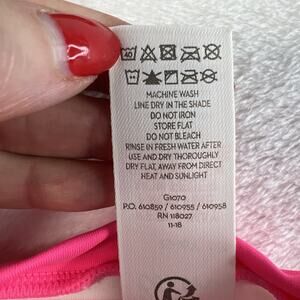 MACHINE WASH
LINE DRY IN THE SHADE
DO NOT IRON
STORE FLAT
DO NOT BLEACH
RINSE IN FRESH WATER AFTER
USE AND DRY THOROUGHLY
DRY FLAT, AWAY FROM DIRECT
HEAT AND SUNLIGHT
G1070
P.O. 610859 / 610955 / 610958
RN 118027
11-18